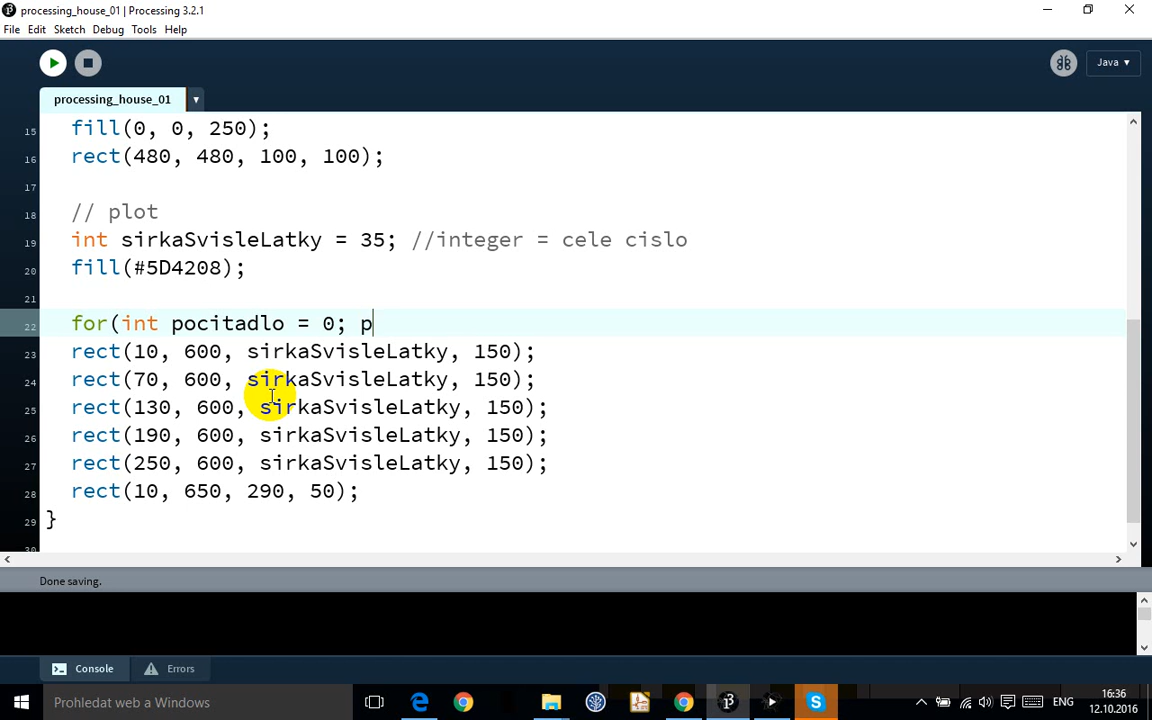 processing_house_01 | Processing 3.2.1
File Edit Sketch Debug Tools Help
Java ▾
processing_house_01 ▾
15 fill(0, 0, 250);
16 rect(480, 480, 100, 100);
17
18 // plot
19 int sirkaSvisleLatky = 35; //integer = cele cislo
20 fill(#5D4208);
21
22 for(int pocitadlo = 0; p
23 rect(10, 600, sirkaSvisleLatky, 150);
24 rect(70, 600, sirkaSvisleLatky, 150);
25 rect(130, 600, sirkaSvisleLatky, 150);
26 rect(190, 600, sirkaSvisleLatky, 150);
27 rect(250, 600, sirkaSvisleLatky, 150);
28 rect(10, 650, 290, 50);
29 }
30
Done saving.
Console Errors
Prohledat web a Windows
ENG
16:36
12.10.2016